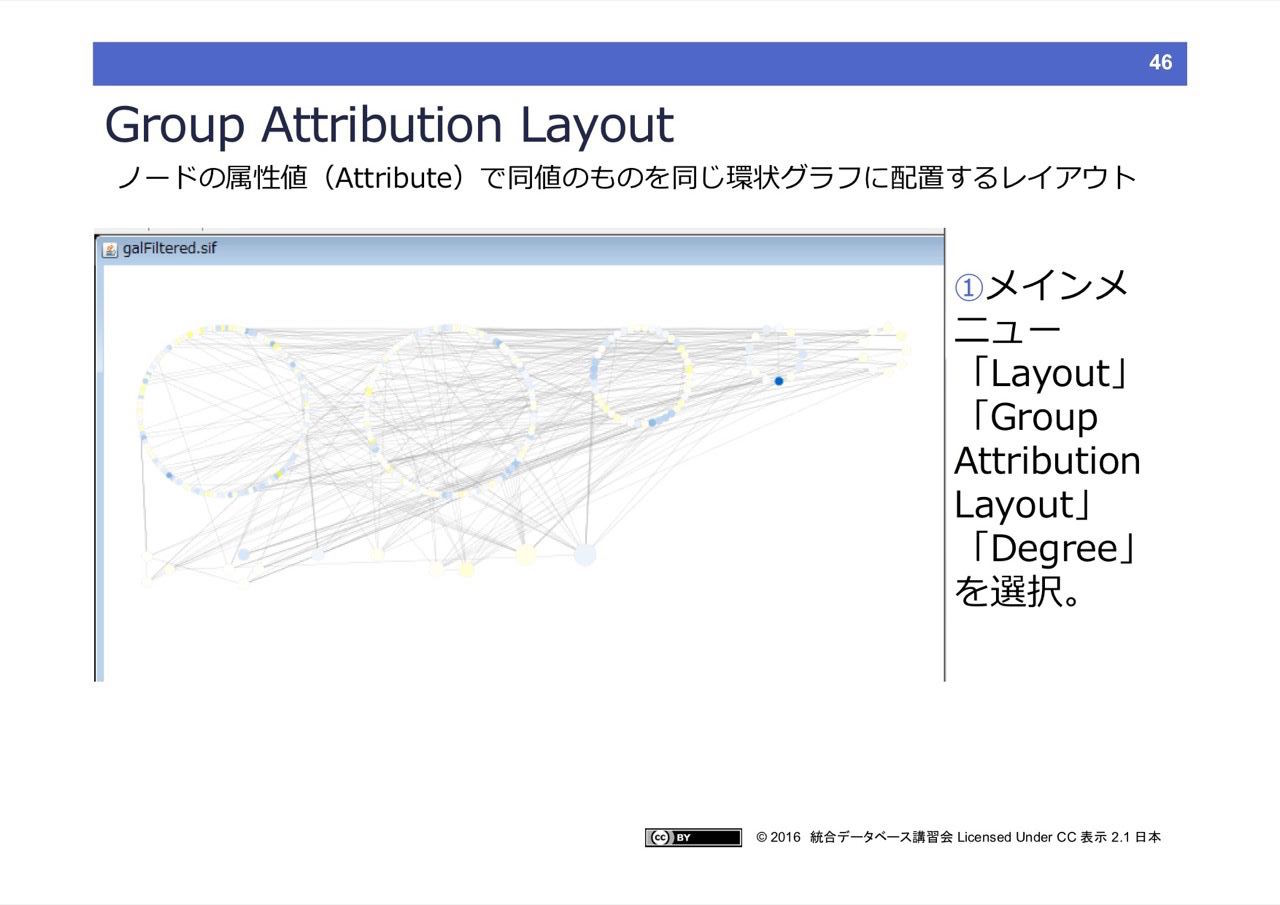 46
Group Attribution Layout
ノードの属性値（Attribute）で同値のものを同じ環状グラフに配置するレイアウト
galFiltered.sif
①メインメ
ニュー
「Layout」
「Group
Attribution
Layout」
「Degree」
を選択。
cc BY
© 2016 統合データベース講習会 Licensed Under CC 表示 2.1 日本